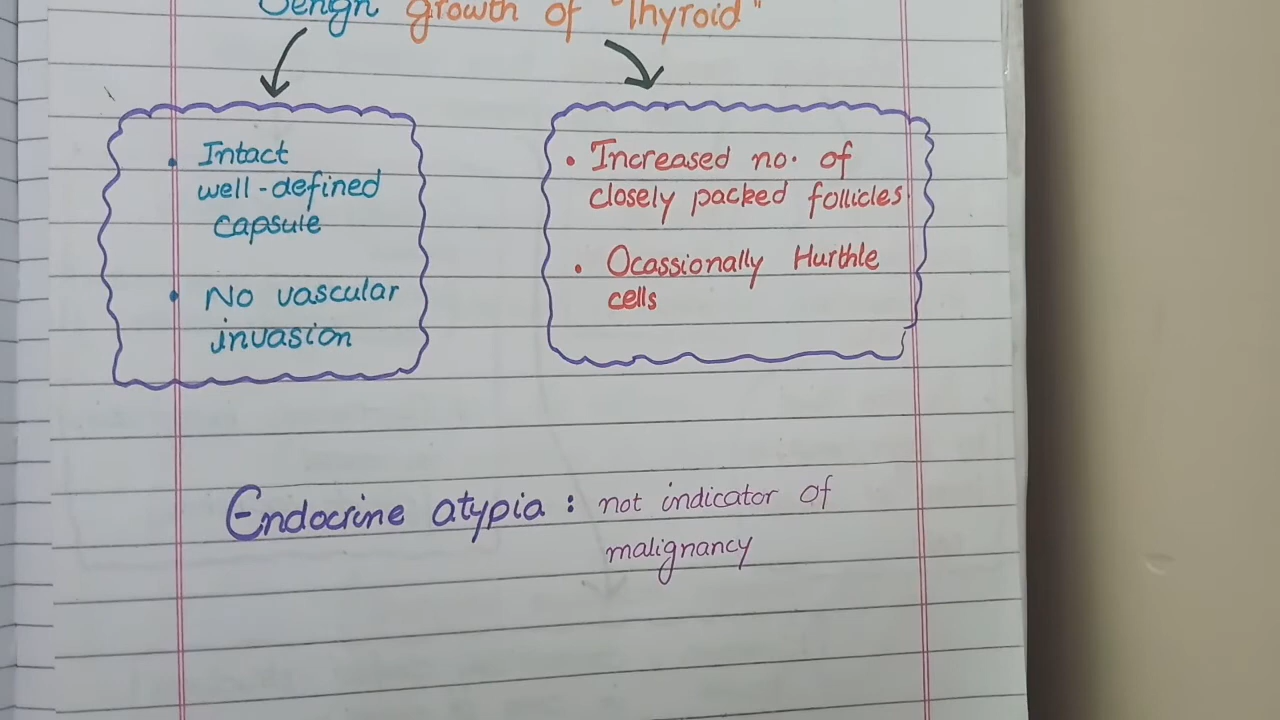 Benign growth of "Thyroid"
• Intact
well-defined
capsule
• No vascular
invasion
• Increased no. of
closely packed follicles.
• Ocassionally Hurthle
cells
Endocrine atypia : not indicator of
malignancy